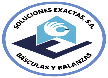 SOLUCIONES EXACTAS, S.A.
BÁSCULAS Y BALANZAS